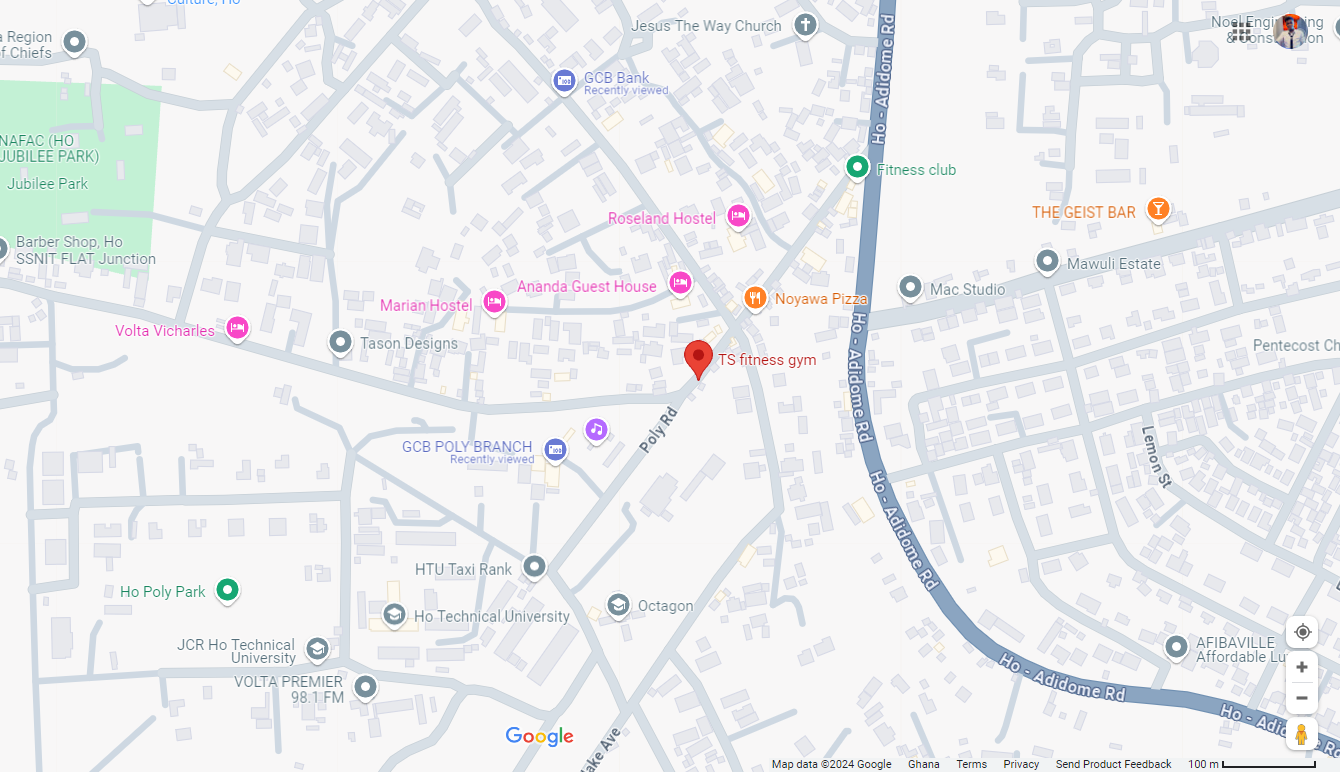 Culture, Ho
Jesus The Way Church
Noel Engineering
& Construction
a Region
of Chiefs
GCB Bank
Recently viewed
Ho - Adidome Rd
NAFAC (HO
JUBILEE PARK)
Jubilee Park
Fitness club
Roseland Hostel
THE GEIST BAR
Barber Shop, Ho
SSNIT FLAT Junction
Mawuli Estate
Ananda Guest House
Mac Studio
Marian Hostel
Noyawa Pizza
Volta Vicharles
Tason Designs
Pentecost Ch
TS fitness gym
Ho - Adidome Rd
Poly Rd
GCB POLY BRANCH
Recently viewed
Lemon St
Ho - Adidome Rd
HTU Taxi Rank
Ho Poly Park
Octagon
Ho Technical University
JCR Ho Technical
University
AFIBAVILLE
Affordable Lu
VOLTA PREMIER
98.1 FM
Ho - Adidome Rd
Ho - Adidome Rd
Google
ake Ave
Map data ©2024 Google Ghana Terms Privacy Send Product Feedback 100 m